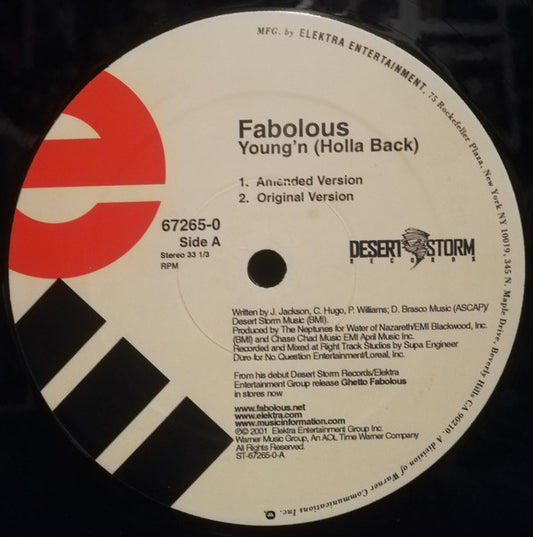 MFG. by ELEKTRA ENTERTAINMENT, 75 Rockefeller Plaza, New York NY 10019, 345 N. Maple Drive, Beverly Hills CA 90210. A division of Warner Communications Inc.
e
Fabolous
Young'n (Holla Back)
1. Amended Version
2. Original Version
67265-0
Side A
Stereo 33 1/3
RPM
DESERT STORM
RECORDS
Written by J. Jackson, C. Hugo, P. Williams; D. Brasco Music (ASCAP)/
Desert Storm Music (BMI).
Produced by The Neptunes for Water of Nazareth/EMI Blackwood, Inc.
(BMI) and Chase Chad Music EMI April Music Inc.
Recorded and Mixed at Right Track Studios by Supa Engineer
Duro for No Question Entertainment/Loreal, Inc.
From his debut Desert Storm Records/Elektra
Entertainment Group release Ghetto Fabolous
in stores now
www.fabolous.net
www.elektra.com
www.musicinformation.com
℗© 2001 Elektra Entertainment Group Inc.
Warner Music Group, An AOL Time Warner Company
All Rights Reserved.
ST-67265-0-A